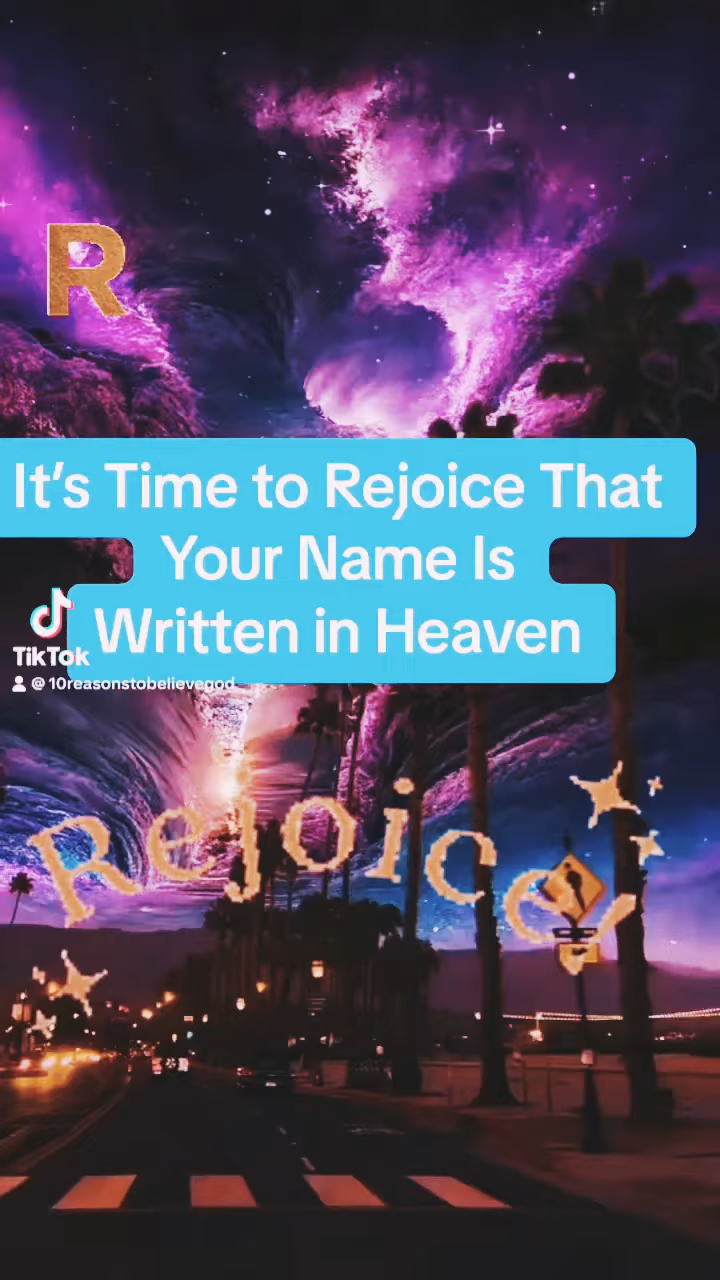 R
It’s Time to Rejoice That
Your Name Is
Written in Heaven
TikTok
@ 10reasonstobelievegod
Rejoice!